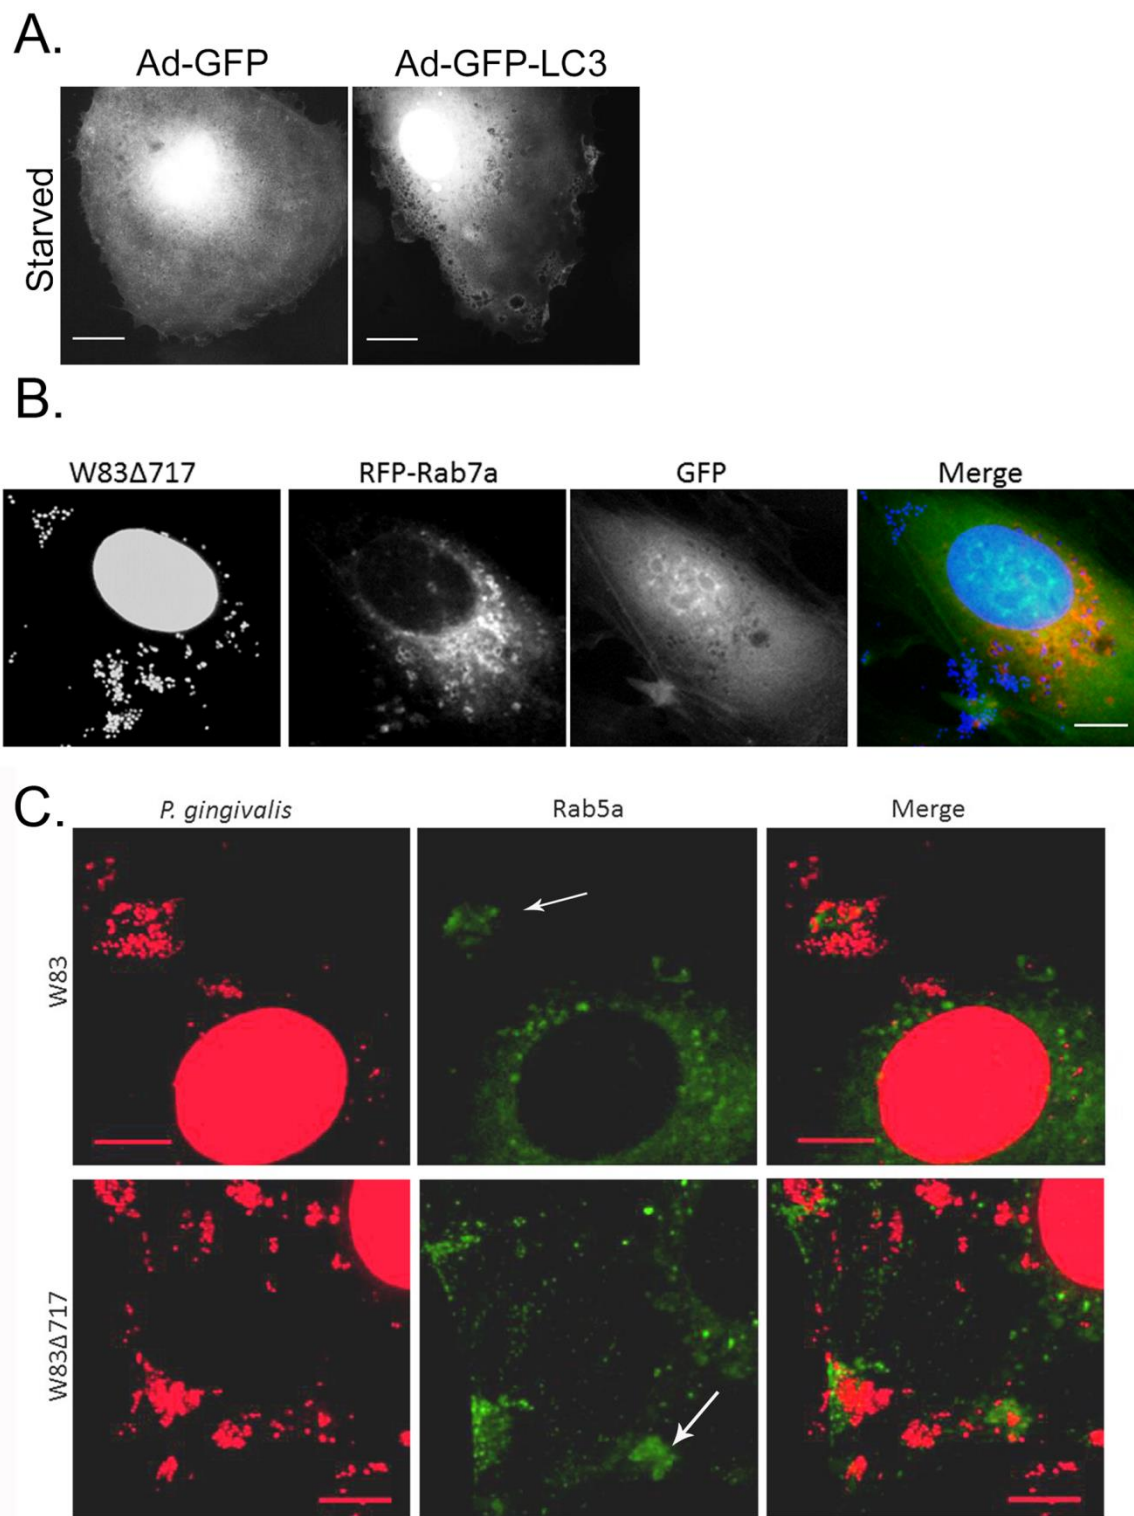 A.
Ad-GFP Ad-GFP-LC3
Starved
B.
W83Δ717 RFP-Rab7a GFP Merge
C.
P. gingivalis Rab5a Merge
W83
W83Δ717